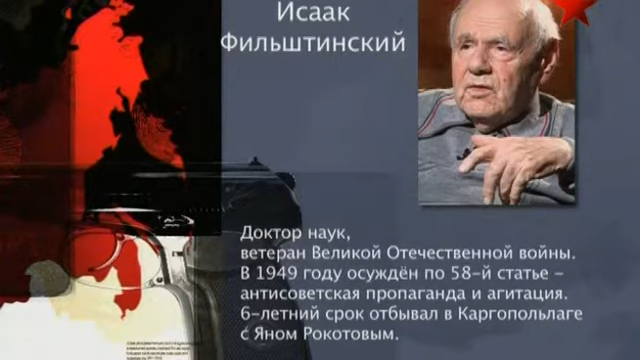 Исаак
Фильштинский
Доктор наук,
ветеран Великой Отечественной войны.
В 1949 году осуждён по 58-й статье –
антисоветская пропаганда и агитация.
6-летний срок отбывал в Каргопольлаге
с Яном Рокотовым.